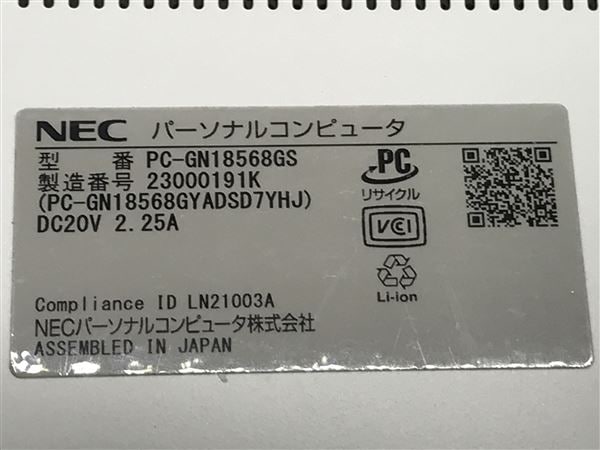 NEC パーソナルコンピュータ
型 番 PC-GN18568GS
製造番号 23000191K
(PC-GN18568GYADSD7YHJ)
DC20V 2.25A
PC
リサイクル
VCCI
Li-ion
Compliance ID LN21003A
NECパーソナルコンピュータ株式会社
ASSEMBLED IN JAPAN